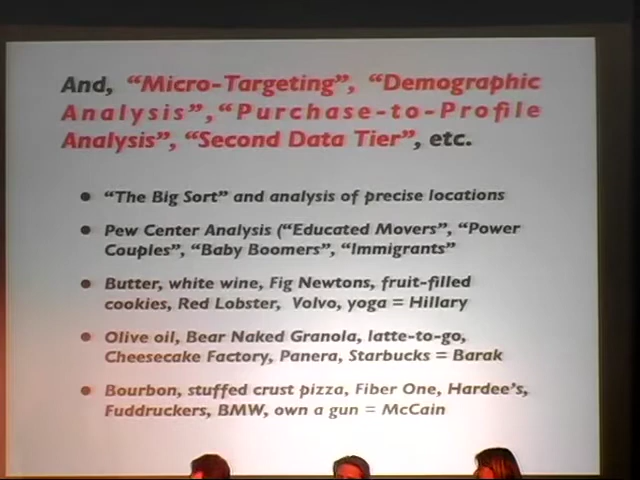 And, “Micro-Targeting”, “Demographic
Analysis”,“Purchase-to-Profile
Analysis”, “Second Data Tier”, etc.
“The Big Sort” and analysis of precise locations
Pew Center Analysis (“Educated Movers”, “Power
Couples”, “Baby Boomers”, “Immigrants”
Butter, white wine, Fig Newtons, fruit-filled
cookies, Red Lobster, Volvo, yoga = Hillary
Olive oil, Bear Naked Granola, latte-to-go,
Cheesecake Factory, Panera, Starbucks = Barak
Bourbon, stuffed crust pizza, Fiber One, Hardee’s,
Fuddruckers, BMW, own a gun = McCain